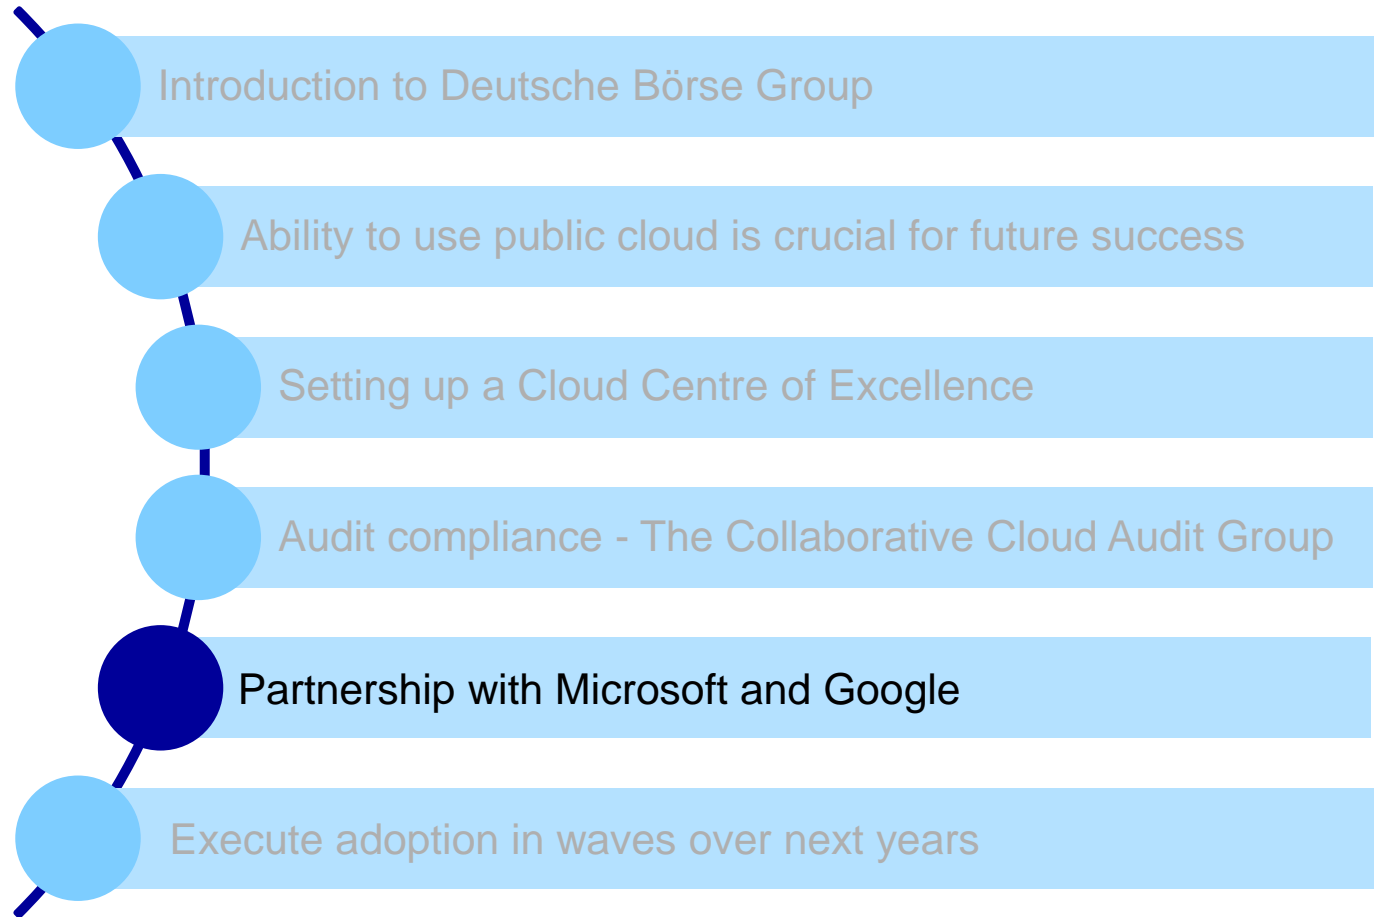 Introduction to Deutsche Börse Group
Ability to use public cloud is crucial for future success
Setting up a Cloud Centre of Excellence
Audit compliance - The Collaborative Cloud Audit Group
Partnership with Microsoft and Google
Execute adoption in waves over next years